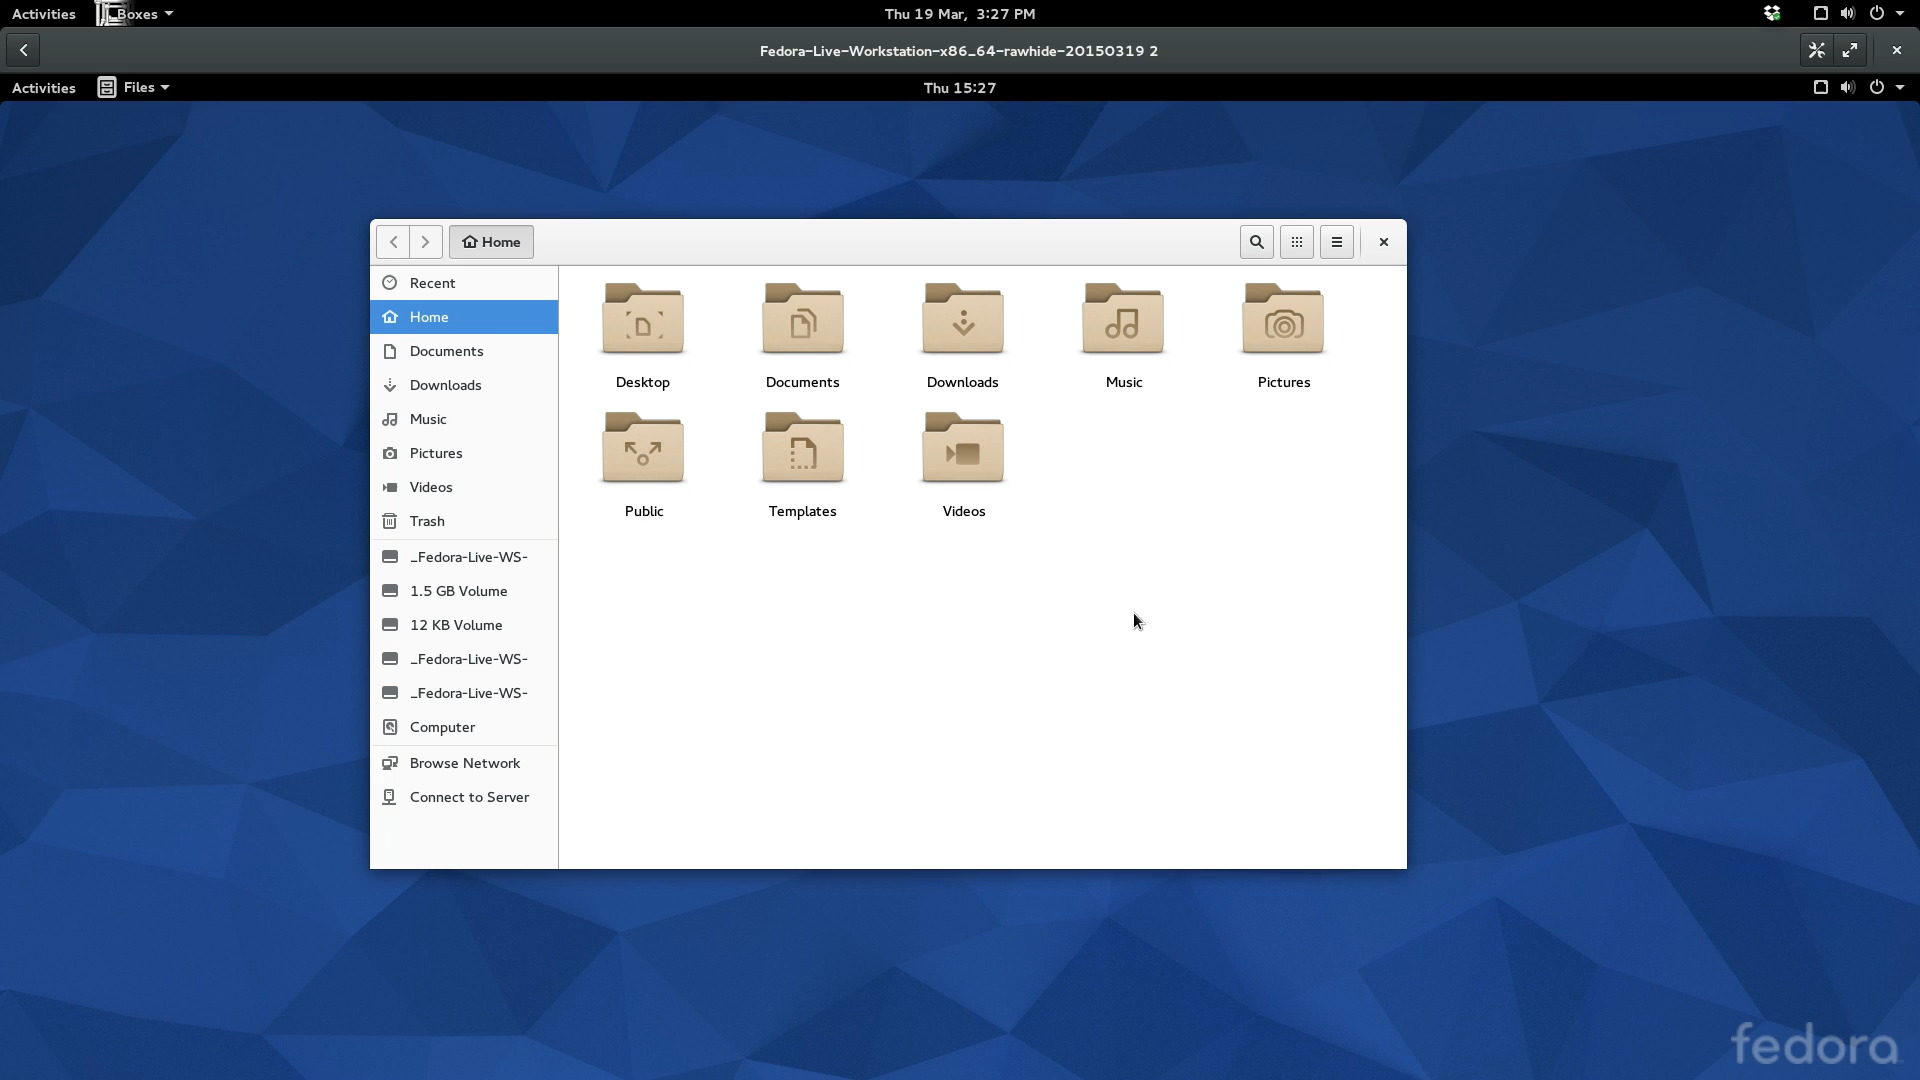 Activities Boxes Thu 19 Mar, 3:27 PM
Fedora-Live-Workstation-x86_64-rawhide-20150319 2
Activities Files Thu 15:27
Home
Recent
Home
Documents
Downloads
Music
Pictures
Videos
Trash
_Fedora-Live-WS-
1.5 GB Volume
12 KB Volume
_Fedora-Live-WS-
_Fedora-Live-WS-
Computer
Browse Network
Connect to Server
Desktop Documents Downloads Music Pictures
Public Templates Videos
fedora